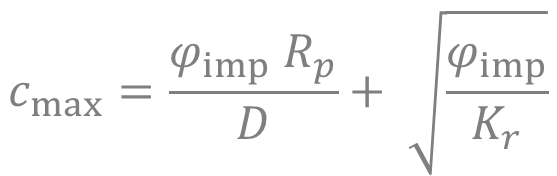 c_max = φ_imp R_p / D + √(φ_imp / K_r)